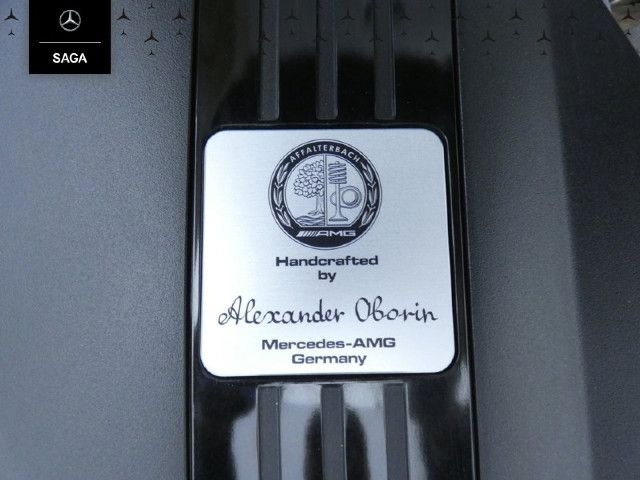 SAGA
AFFALTERBACH
AMG
Handcrafted
by
Alexander Oborin
Mercedes-AMG
Germany